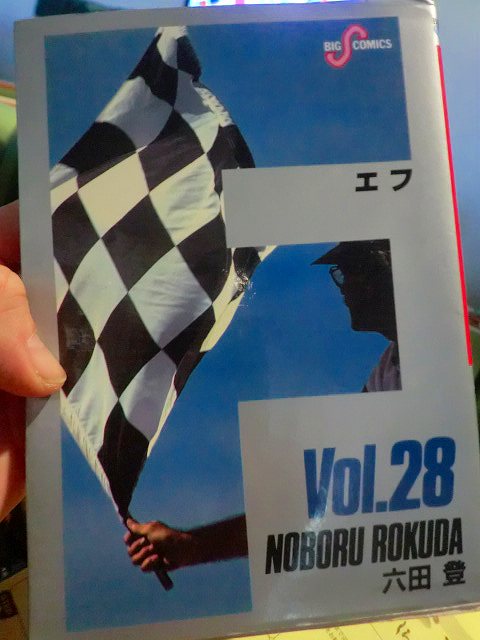 BIG S COMICS
エフ
Vol.28
NOBORU ROKUDA
六田 登